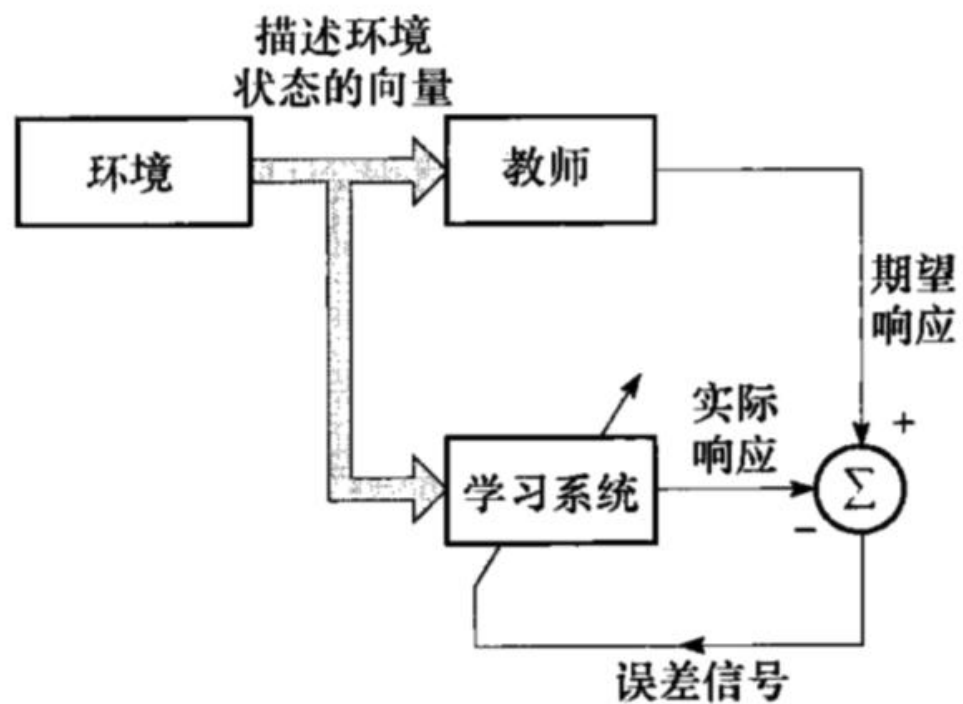 描述环境
状态的向量
环境
教师
期望
响应
实际
响应
+
学习系统
Σ
−
误差信号